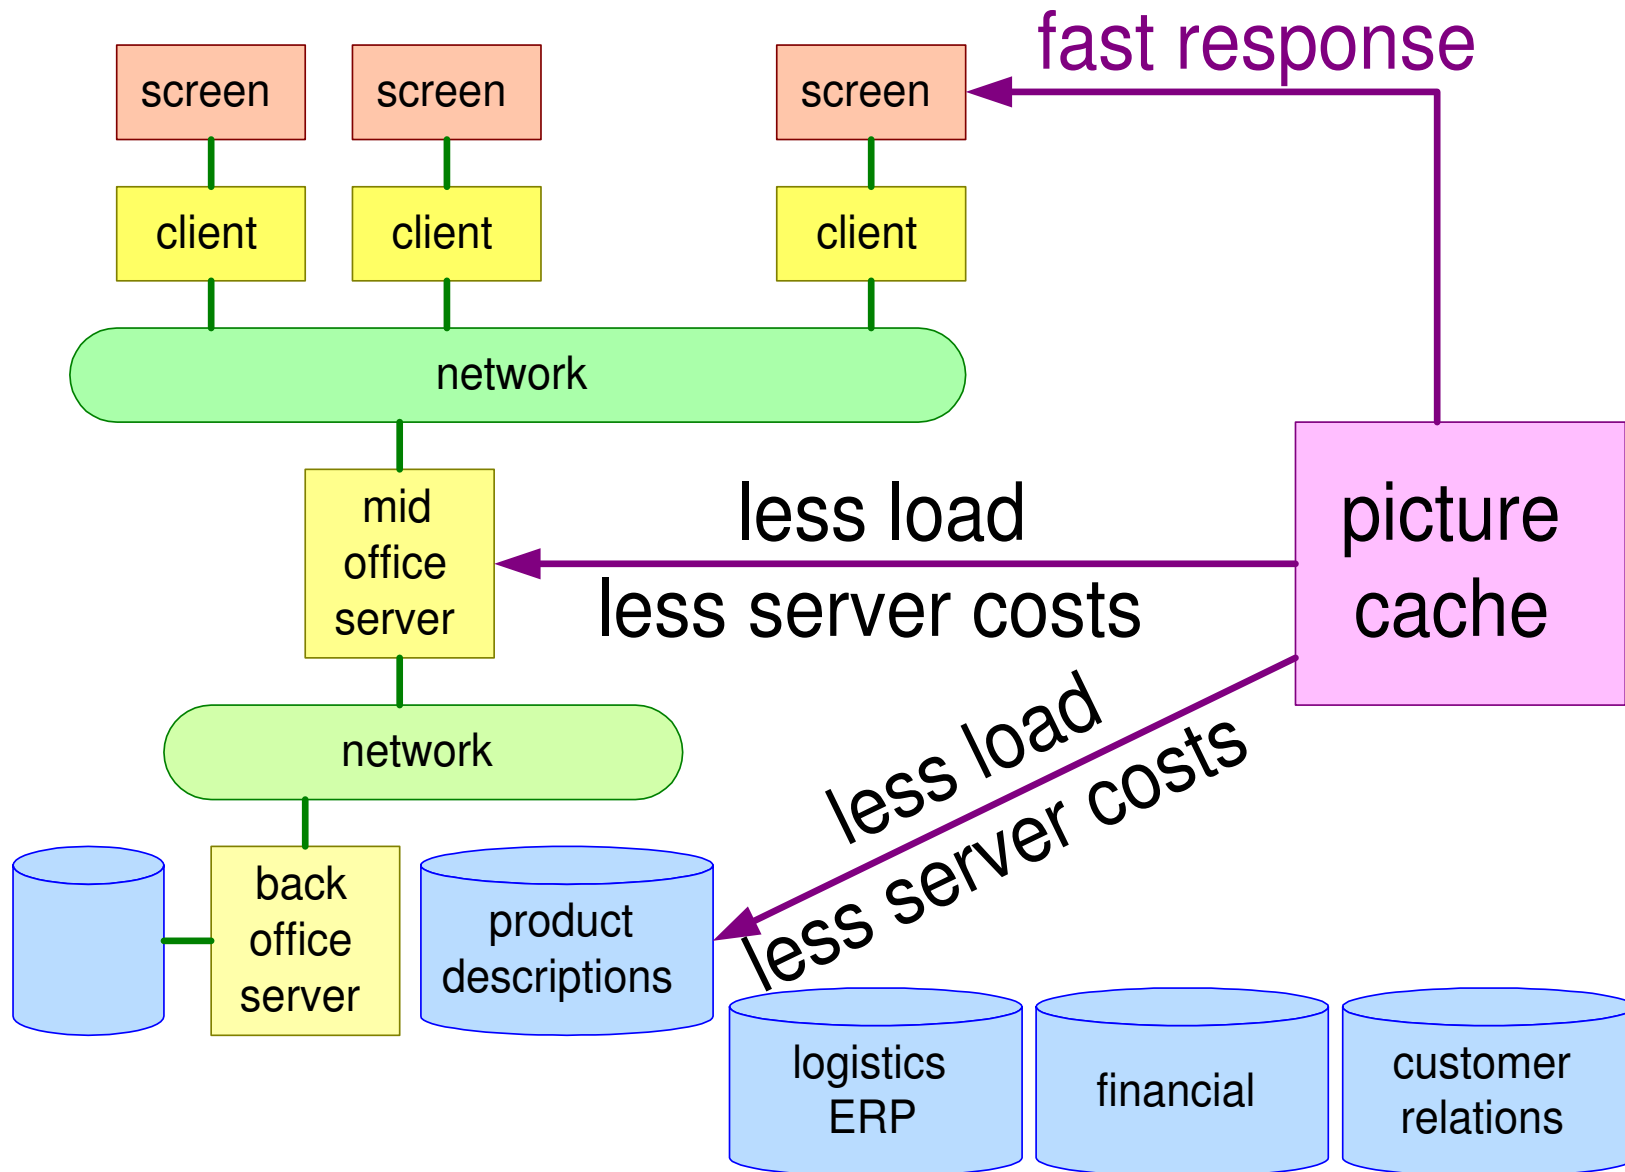 fast response
screen
screen
screen
client
client
client
network
mid
office
server
less load
less server costs
picture
cache
less load
less server costs
network
back
office
server
product
descriptions
logistics
ERP
financial
customer
relations